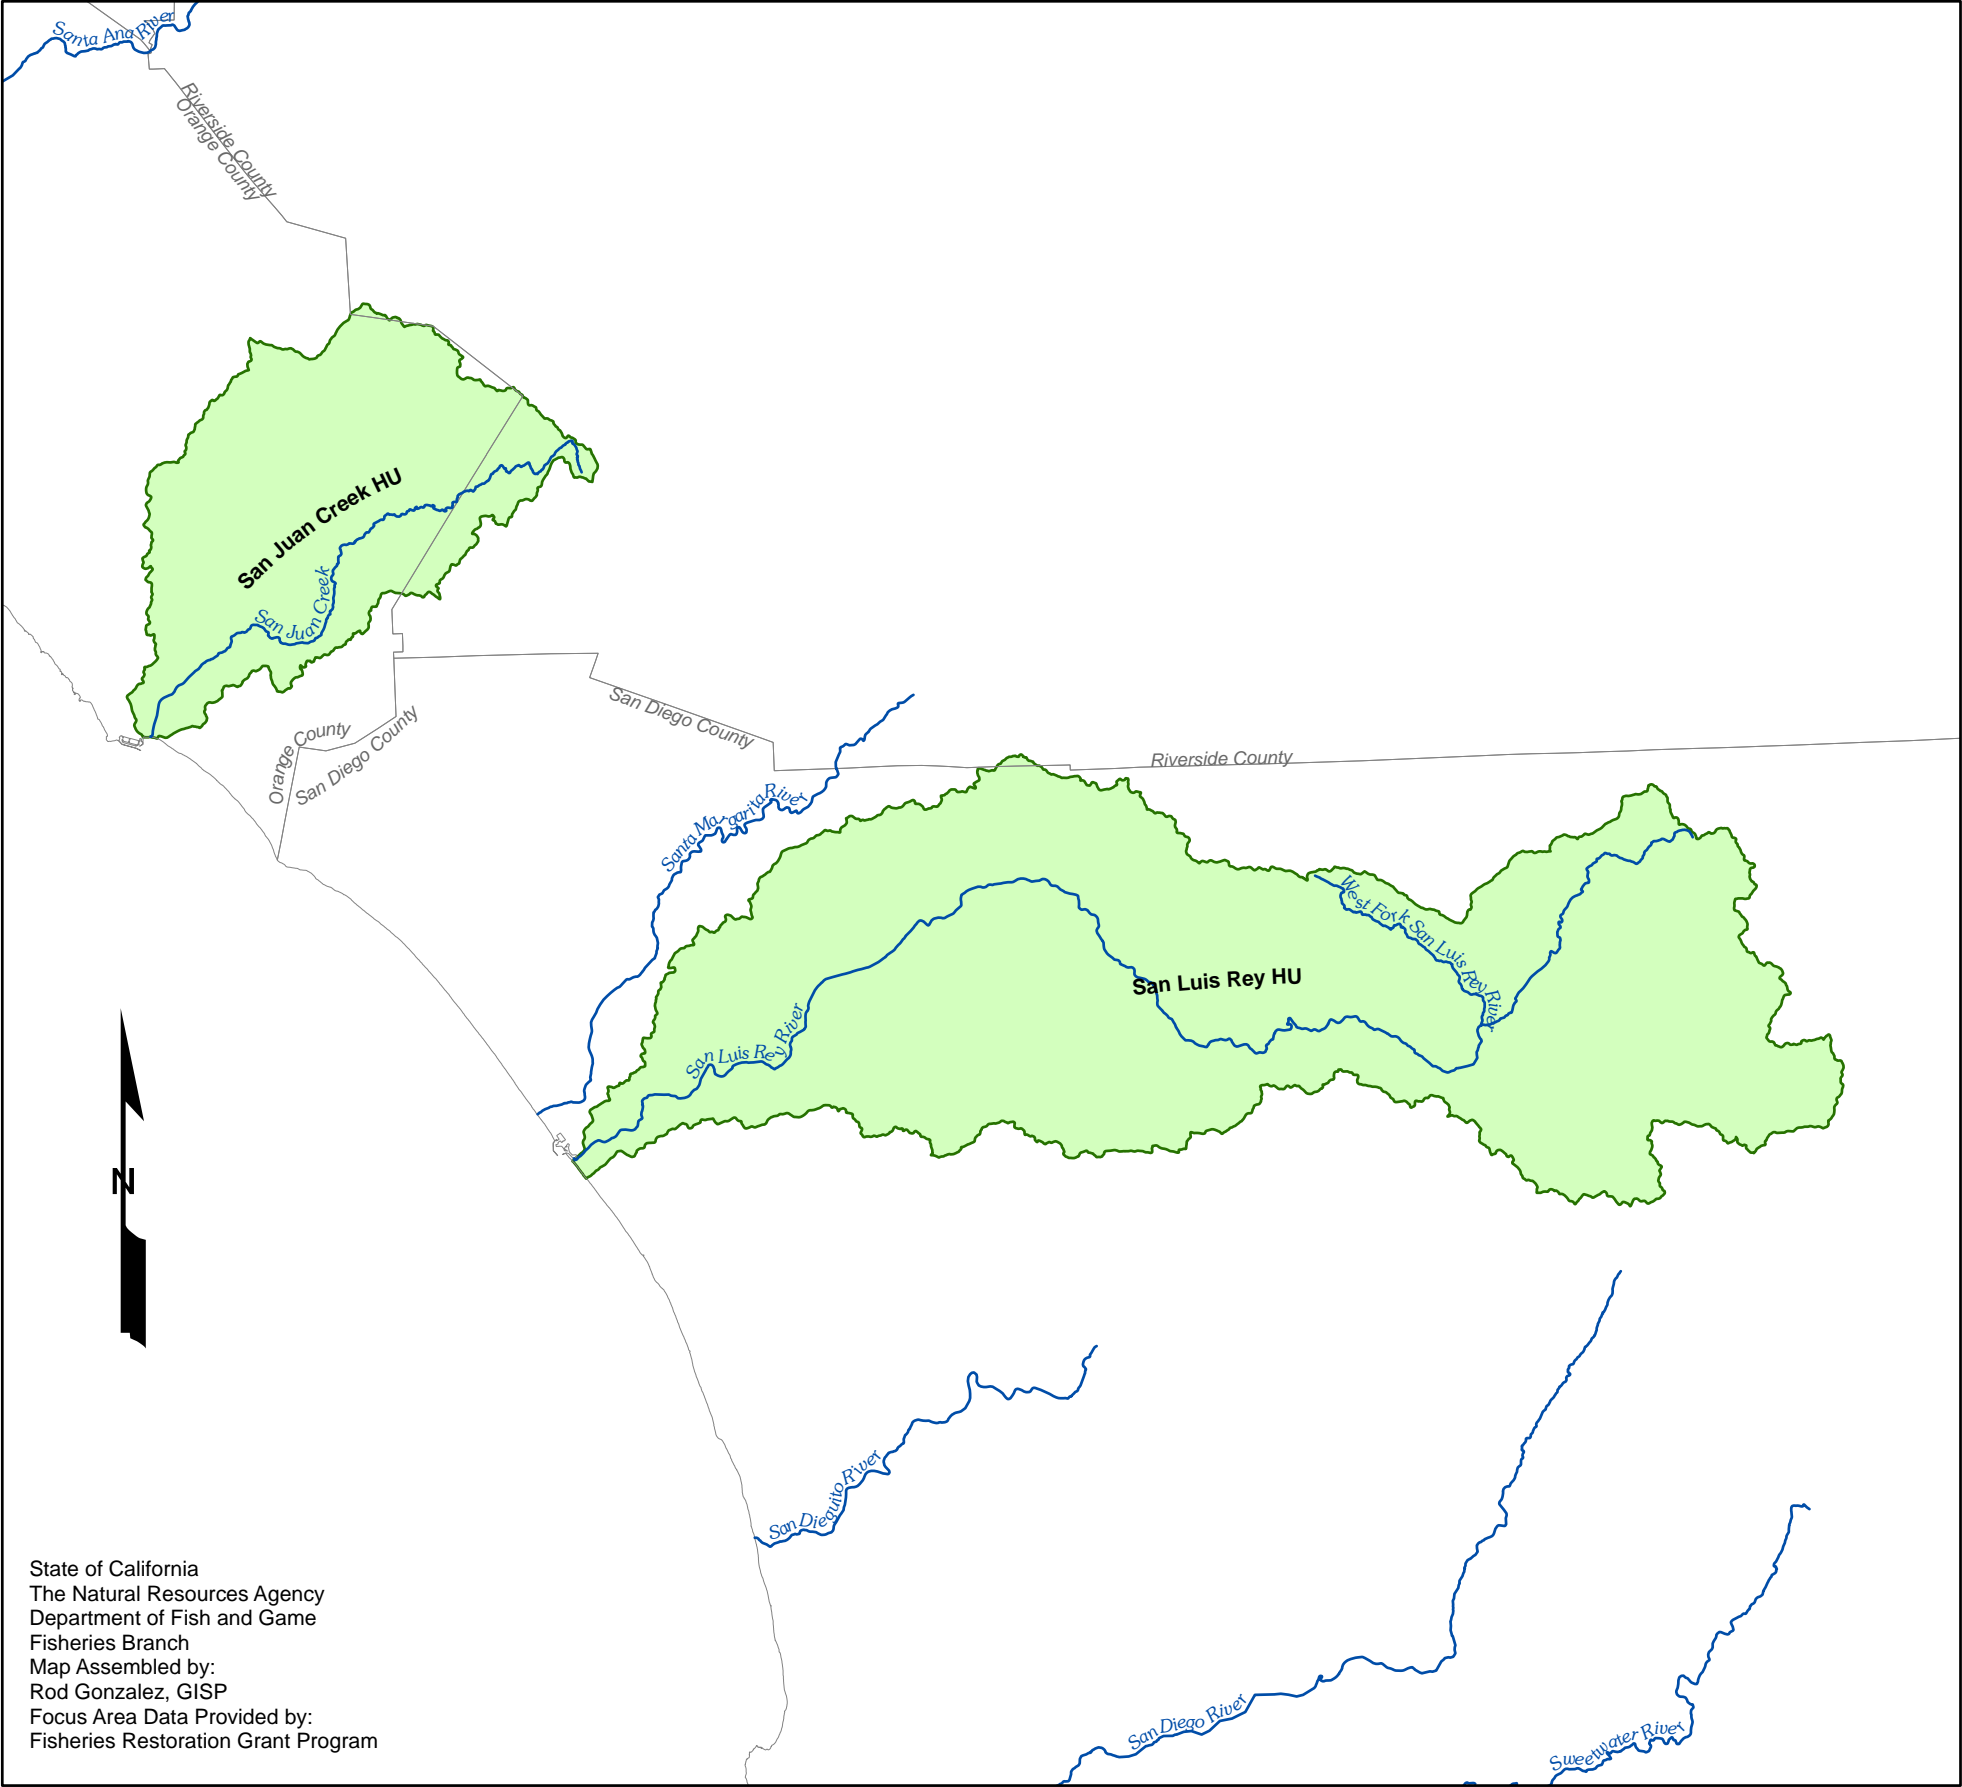 Santa Ana River
Riverside County
Orange County
San Juan Creek HU
San Juan Creek
Orange County
San Diego County
San Diego County
Riverside County
Santa Margarita River
West Fork San Luis Rey River
San Luis Rey HU
San Luis Rey River
N
San Dieguito River
San Diego River
Sweetwater River
State of California
The Natural Resources Agency
Department of Fish and Game
Fisheries Branch
Map Assembled by:
Rod Gonzalez, GISP
Focus Area Data Provided by:
Fisheries Restoration Grant Program